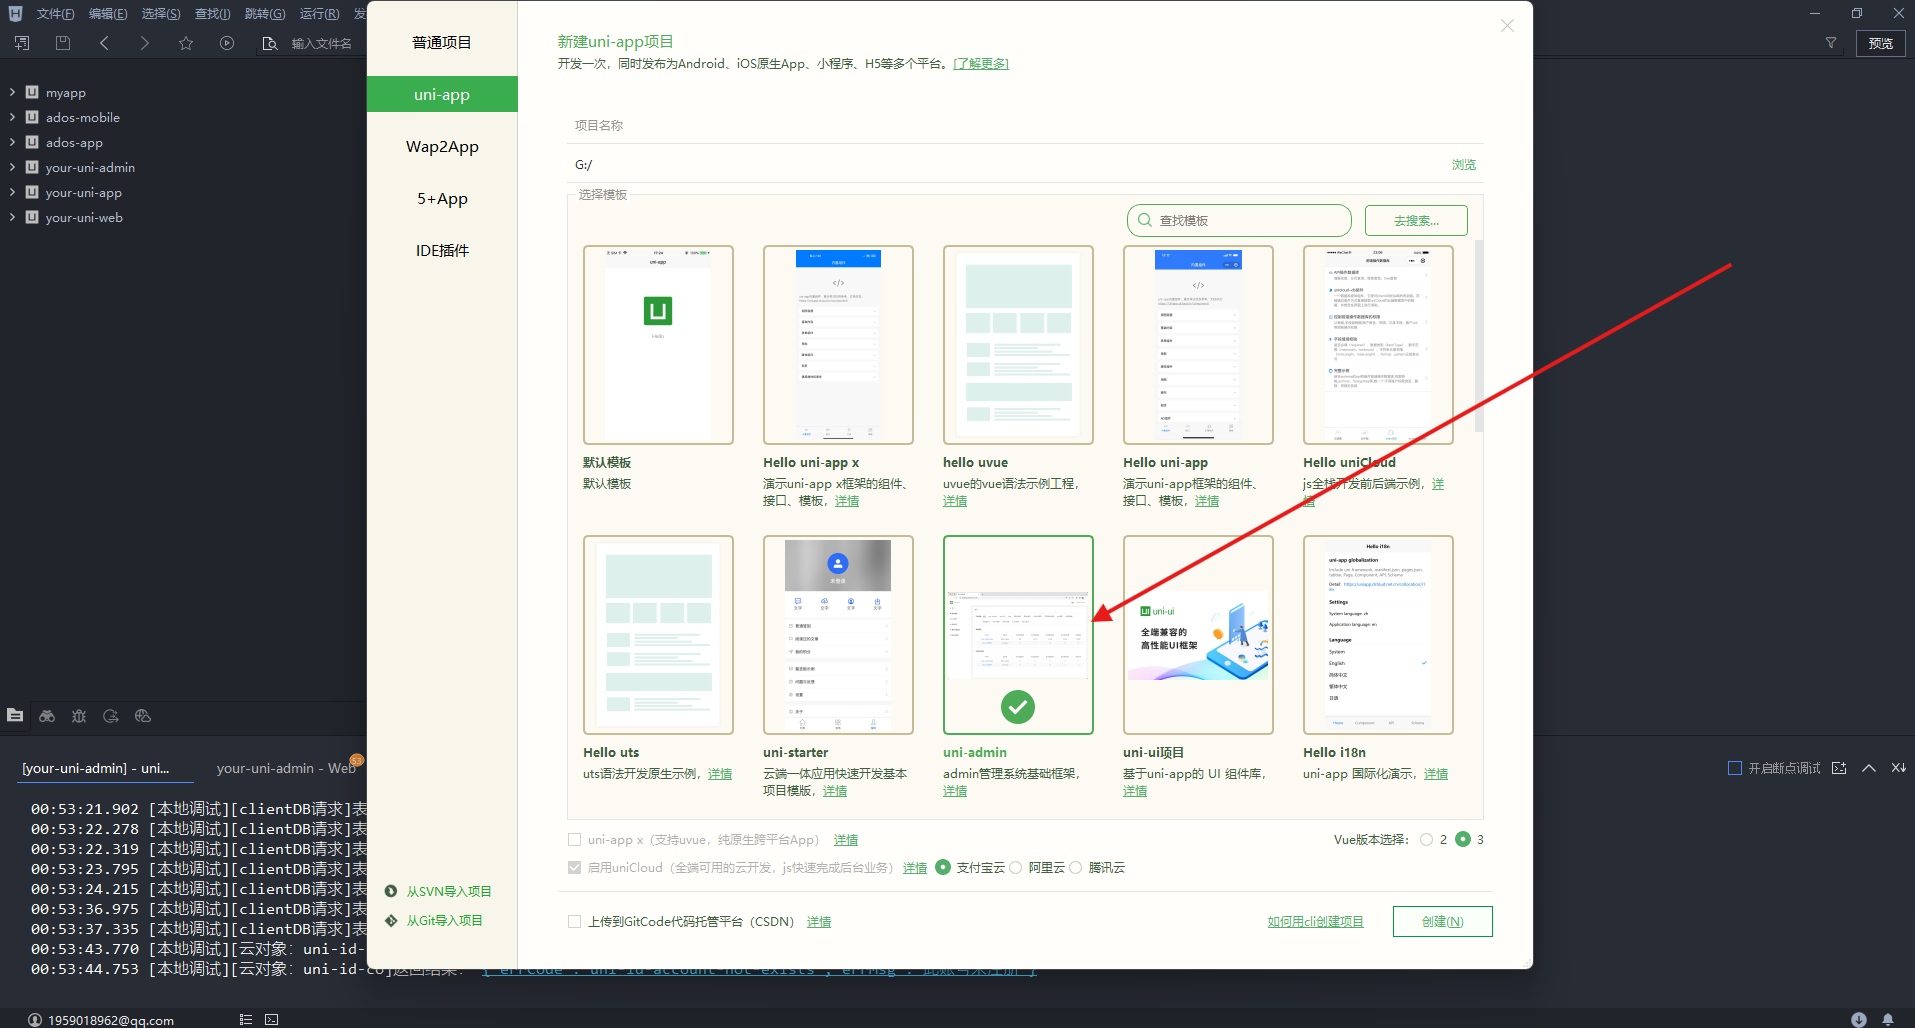 文件(F) 编辑(E) 选择(S) 查找(I) 跳转(G) 运行(R) 发
输入文件名
预览
myapp
ados-mobile
ados-app
your-uni-admin
your-uni-app
your-uni-web
普通项目
uni-app
Wap2App
5+App
IDE插件
从SVN导入项目
从Git导入项目
新建uni-app项目
开发一次，同时发布为Android、iOS原生App、小程序、H5等多个平台。[了解更多]
项目名称
G:/
浏览
选择模板
查找模板
去搜索...
uni-app
Hello
默认模板
默认模板
Hello uni-app x
演示uni-app x框架的组件、
接口、模板，详情
hello uvue
uvue的vue语法示例工程，
详情
Hello uni-app
演示uni-app框架的组件、
接口、模板，详情
Hello uniCloud
js全栈开发前后端示例，详
情
Hello uts
uts语法开发原生示例，详情
uni-starter
云端一体应用快速开发基本
项目模版，详情
uni-admin
admin管理系统基础框架，
详情
uni-ui
全端兼容的
高性能UI框架
uni-ui项目
基于uni-app的 UI 组件库，
详情
Hello i18n
uni-app globalization
Settings
System language: zh
Application language: en
Language
System
English
简体中文
繁体中文
日语
Hello i18n
uni-app 国际化演示，详情
uni-app x（支持uvue，纯原生跨平台App） 详情
Vue版本选择： 2 3
启用uniCloud（全端可用的云开发，js快速完成后台业务） 详情 支付宝云 阿里云 腾讯云
上传到GitCode代码托管平台（CSDN） 详情
如何用cli创建项目
创建(N)
[your-uni-admin] - uni...
your-uni-admin - Web
53
开启断点调试
00:53:21.902 [本地调试][clientDB请求]表
00:53:22.278 [本地调试][clientDB请求]表
00:53:22.319 [本地调试][clientDB请求]表
00:53:23.795 [本地调试][clientDB请求]表
00:53:24.215 [本地调试][clientDB请求]表
00:53:36.975 [本地调试][clientDB请求]表
00:53:37.335 [本地调试][clientDB请求]表
00:53:43.770 [本地调试][云对象：uni-id-
00:53:44.753 [本地调试][云对象：uni-id-co]返回结果： {"errCode":"uni-id-account-not-exists","errMsg":"此账号未注册"}
1959018962@qq.com